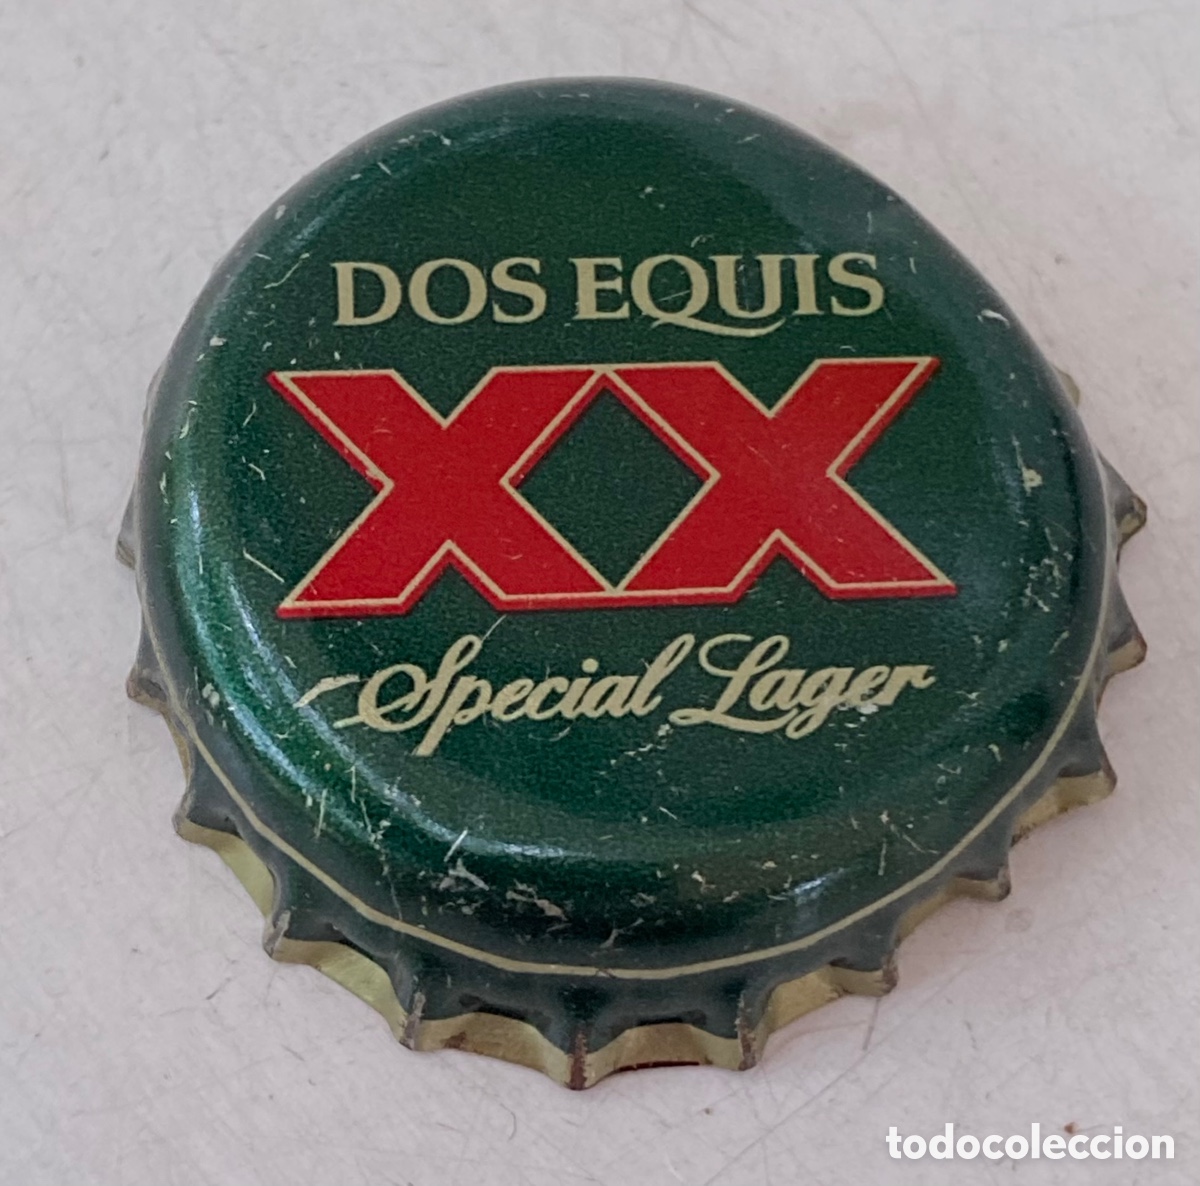 DOS EQUIS
XX
Special Lager
todocoleccion